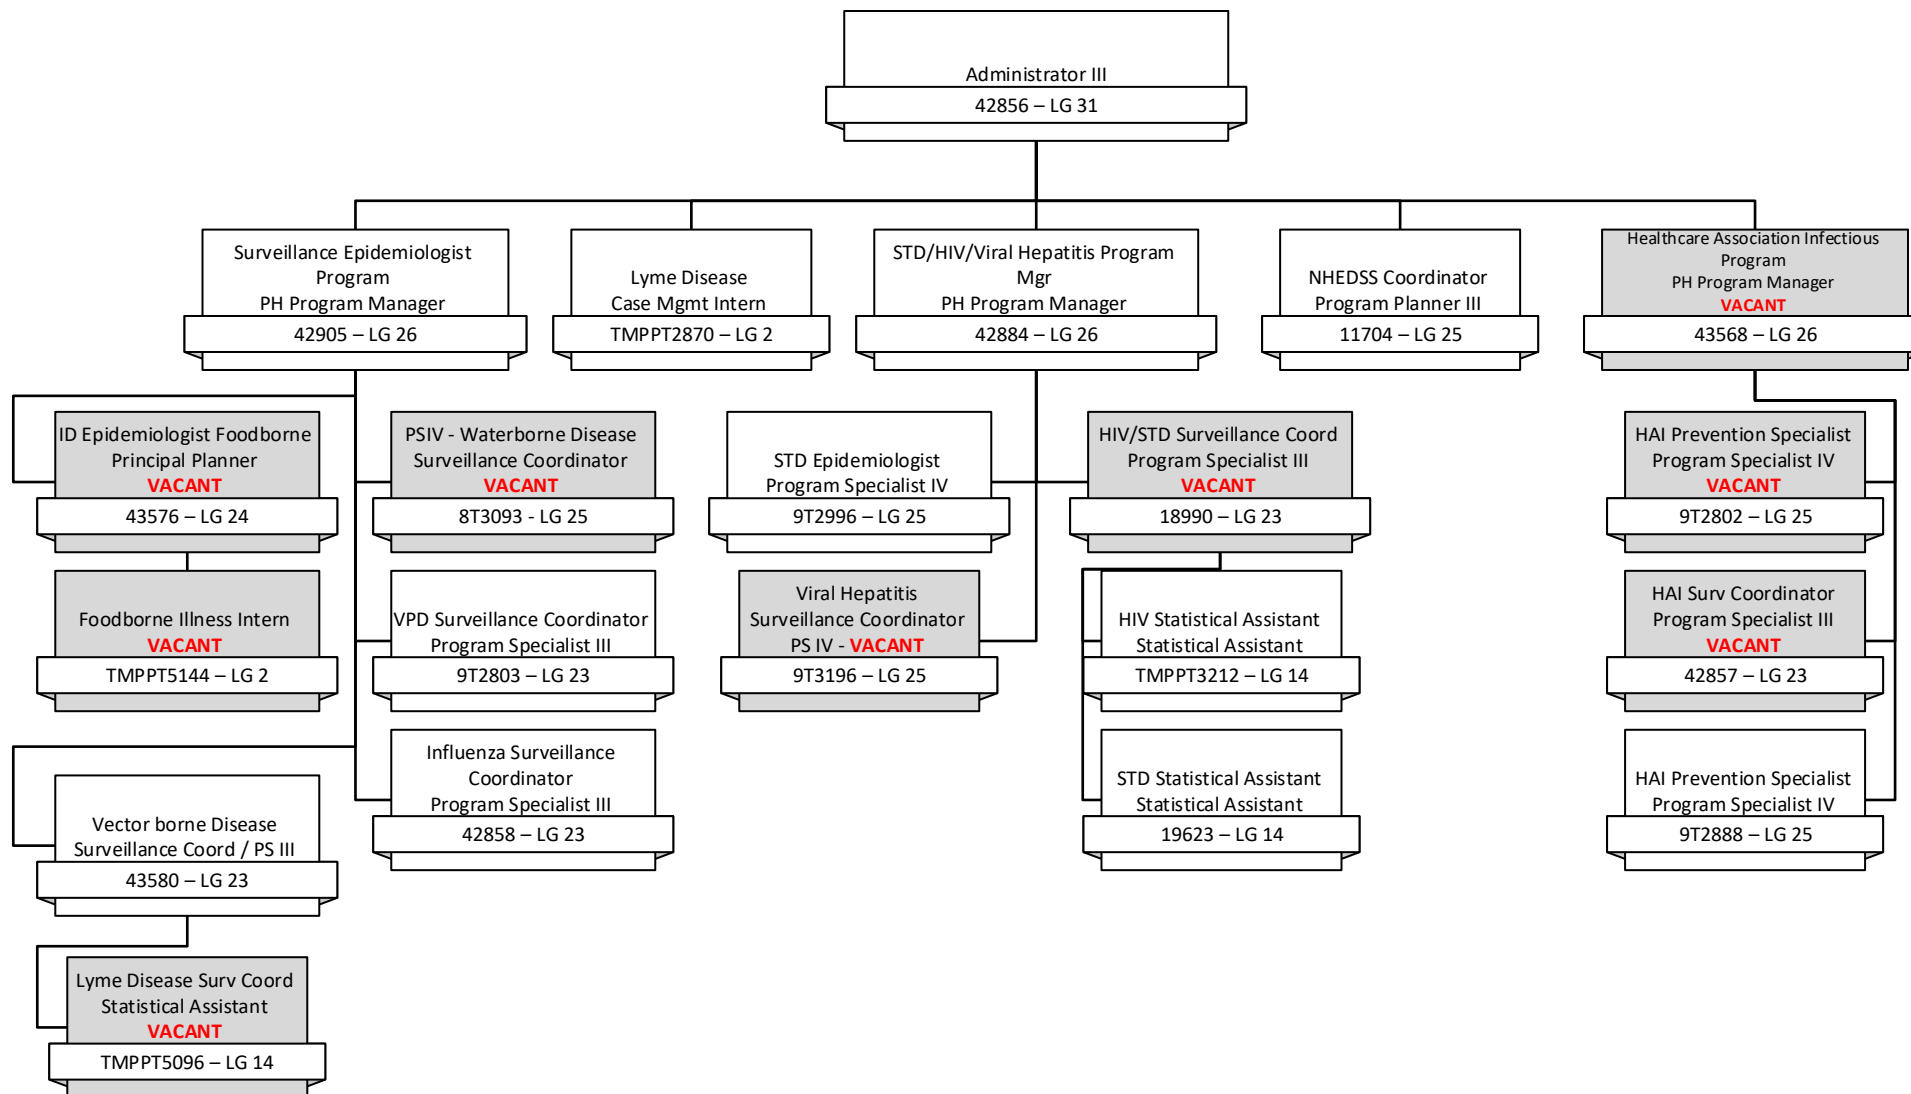 Administrator III
42856 – LG 31
Surveillance Epidemiologist
Program
PH Program Manager
42905 – LG 26
Lyme Disease
Case Mgmt Intern
TMPPT2870 – LG 2
STD/HIV/Viral Hepatitis Program
Mgr
PH Program Manager
42884 – LG 26
NHEDSS Coordinator
Program Planner III
11704 – LG 25
Healthcare Association Infectious
Program
PH Program Manager
VACANT
43568 – LG 26
ID Epidemiologist Foodborne
Principal Planner
VACANT
43576 – LG 24
PSIV - Waterborne Disease
Surveillance Coordinator
VACANT
8T3093 - LG 25
STD Epidemiologist
Program Specialist IV
9T2996 – LG 25
HIV/STD Surveillance Coord
Program Specialist III
VACANT
18990 – LG 23
HAI Prevention Specialist
Program Specialist IV
VACANT
9T2802 – LG 25
Foodborne Illness Intern
VACANT
TMPPT5144 – LG 2
VPD Surveillance Coordinator
Program Specialist III
9T2803 – LG 23
Viral Hepatitis
Surveillance Coordinator
PS IV - VACANT
9T3196 – LG 25
HIV Statistical Assistant
Statistical Assistant
TMPPT3212 – LG 14
HAI Surv Coordinator
Program Specialist III
VACANT
42857 – LG 23
Influenza Surveillance
Coordinator
Program Specialist III
42858 – LG 23
STD Statistical Assistant
Statistical Assistant
19623 – LG 14
HAI Prevention Specialist
Program Specialist IV
9T2888 – LG 25
Vector borne Disease
Surveillance Coord / PS III
43580 – LG 23
Lyme Disease Surv Coord
Statistical Assistant
VACANT
TMPPT5096 – LG 14